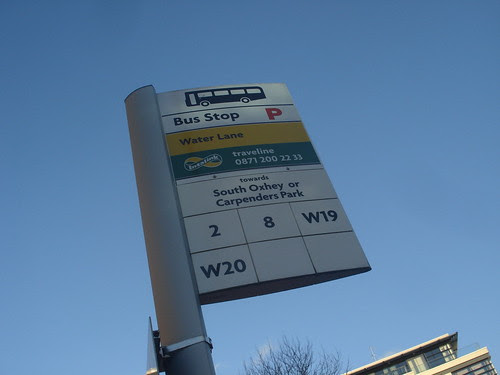 Bus Stop P
Water Lane
traveline
0871 200 22 33
towards
South Oxhey or
Carpenders Park
2 8 W19
W20